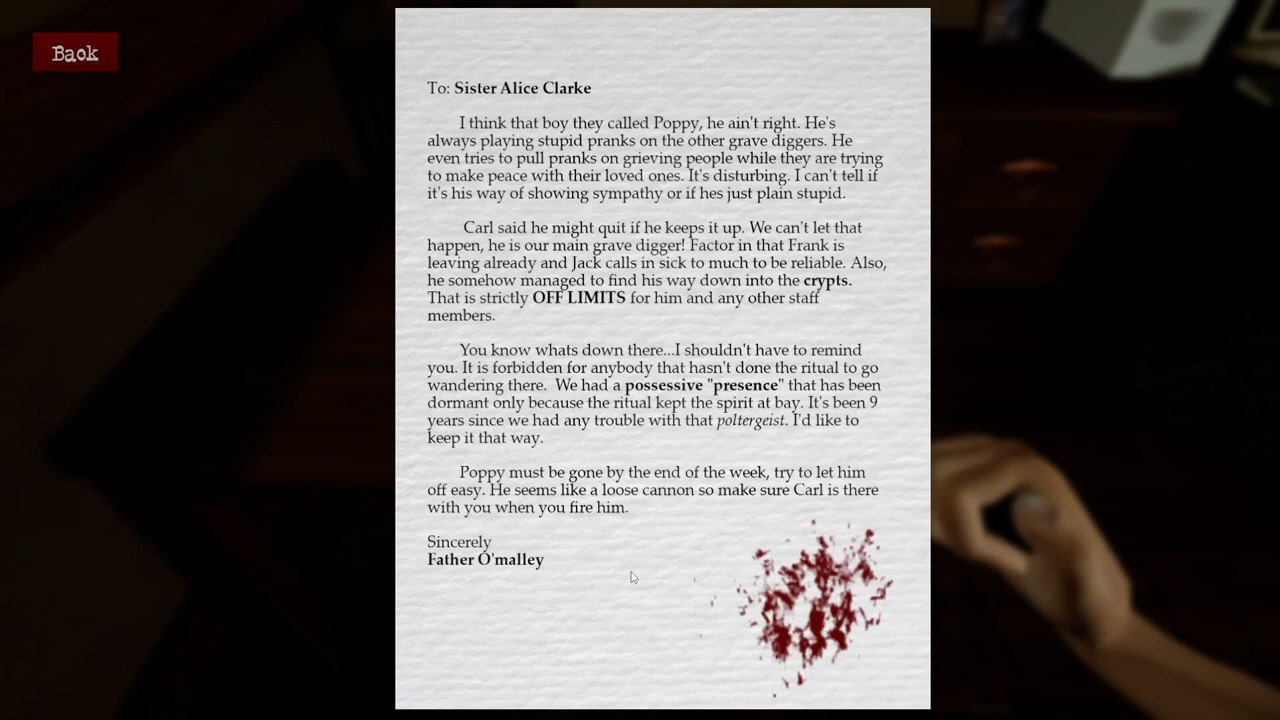 Back
To: Sister Alice Clarke
I think that boy they called Poppy, he ain't right. He's
always playing stupid pranks on the other grave diggers. He
even tries to pull pranks on grieving people while they are trying
to make peace with their loved ones. It's disturbing. I can't tell if
it's his way of showing sympathy or if hes just plain stupid.
Carl said he might quit if he keeps it up. We can't let that
happen, he is our main grave digger! Factor in that Frank is
leaving already and Jack calls in sick to much to be reliable. Also,
he somehow managed to find his way down into the crypts.
That is strictly OFF LIMITS for him and any other staff
members.
You know whats down there...I shouldn't have to remind
you. It is forbidden for anybody that hasn't done the ritual to go
wandering there. We had a possessive "presence" that has been
dormant only because the ritual kept the spirit at bay. It's been 9
years since we had any trouble with that poltergeist. I'd like to
keep it that way.
Poppy must be gone by the end of the week, try to let him
off easy. He seems like a loose cannon so make sure Carl is there
with you when you fire him.
Sincerely
Father O'malley